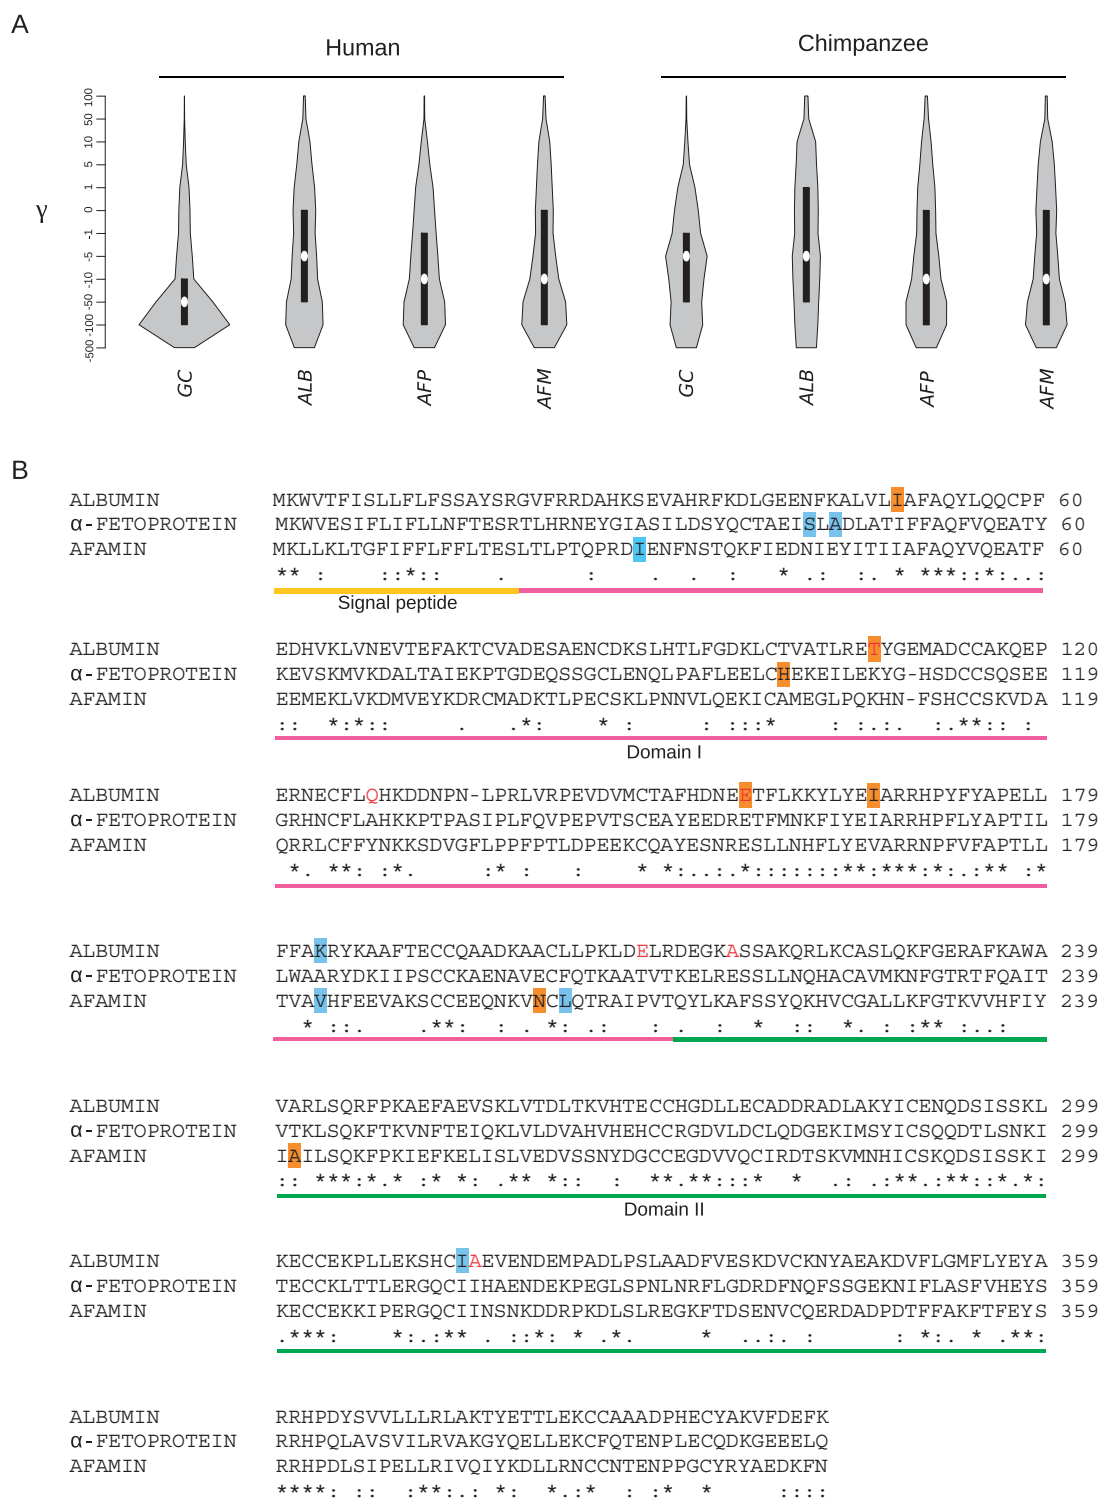 A
Human
Chimpanzee
γ
100
50
10
5
1
0
-1
-5
-10
-50
-100
-500
GC
ALB
AFP
AFM
GC
ALB
AFP
AFM
B
ALBUMIN MKWVTFISLLFLFSSAYSRGVFRRDAHKSEVAHRFKDLGEENFKALVLIAFAQYLQQCPF 60
α-FETOPROTEIN MKWVESIFLIFLLNFTESRTLHRNEYGIASILDSYQCTAEISLADLATIFFAQFVQEATY 60
AFAMIN MKLLKLTGFIFFLFFLTESLTLPTQPRDIENFNSTQKFIEDNIEYITIIAFAQYVQEATF 60
** : ::*:: . : . . : * .: :. * ***::*:..:
Signal peptide
ALBUMIN EDHVKLVNEVTEFAKTCVADESAENCDKSLHTLFGDKLCTVATLRETYGEMADCCAKQEP 120
α-FETOPROTEIN KEVSKMVKDALTAIEKPTGDEQSSGCLENQLPAFLEELCHEKEILEKYG-HSDCCSQSEE 119
AFAMIN EEMEKLVKDMVEYKDRCMADKTLPECSKLPNNVLQEKICAMEGLPQKHN-FSHCCSKVDA 119
:: *:*:: . .*: * : : :::* : :.:. :.**:: :
Domain I
ALBUMIN ERNECFLQHKDDNPN-LPRLVRPEVDVMCTAFHDNEETFLKKYLYEIARRHPYFYAPELL 179
α-FETOPROTEIN GRHNCFLAHKKPTPASIPLFQVPEPVTSCEAYEEDRETFMNKFIYEIARRHPFLYAPTIL 179
AFAMIN QRRLCFFYNKKSDVGFLPPFPTLDPEEKCQAYESNRESLLNHFLYEVARRNPFVFAPTLL 179
*. **: :*. :* : : * *:..:.*::::::**:***:*:.:** :*
ALBUMIN FFAKRYKAAFTECCQAADKAACLLPKLDELRDEGKASSAKQRLKCASLQKFGERAFKAWA 239
α-FETOPROTEIN LWAARYDKIIPSCCKAENAVECFQTKAATVTKELRESSLLNQHACAVMKNFGTRTFQAIT 239
AFAMIN TVAVHFEEVAKSCCEEQNKVNCLQTRAIPVTQYLKAFSSYQKHVCGALLKFGTKVVHFIY 239
* ::. .**: : . *: .: : . : * :: *. : :** :..:
ALBUMIN VARLSQRFPKAEFAEVSKLVTDLTKVHTECCHGDLLECADDRADLAKYICENQDSISSKL 299
α-FETOPROTEIN VTKLSQKFTKVNFTEIQKLVLDVAHVHEHCCRGDVLDCLQDGEKIMSYICSQQDTLSNKI 299
AFAMIN IAILSQKFPKIEFKELISLVEDVSSNYDGCCEGDVVQCIRDTSKVMNHICSKQDSISSKI 299
:: ***:*.* :* *: .** *:: : **.**:::* * .: .:**.:**::*.*:
Domain II
ALBUMIN KECCEKPLLEKSHCIAEVENDEMPADLPSLAADFVESKDVCKNYAEAKDVFLGMFLYEYA 359
α-FETOPROTEIN TECCKLTTLERGQCIIHAENDEKPEGLSPNLNRFLGDRDFNQFSSGEKNIFLASFVHEYS 359
AFAMIN KECCEKKIPERGQCIINSNKDDRPKDLSLREGKFTDSENVCQERDADPDTFFAKFTFEYS 359
.***: *:.:** . ::*: * .*. * . .: : : *:. * .**:
ALBUMIN RRHPDYSVVLLLRLAKTYETTLEKCCAAADPHECYAKVFDEFK
α-FETOPROTEIN RRHPQLAVSVILRVAKGYQELLEKCFQTENPLECQDKGEEELQ
AFAMIN RRHPDLSIPELLRIVQIYKDLLRNCCNTENPPGCYRYAEDKFN
****: :: :**:.: *: *.:* : :* * ::::